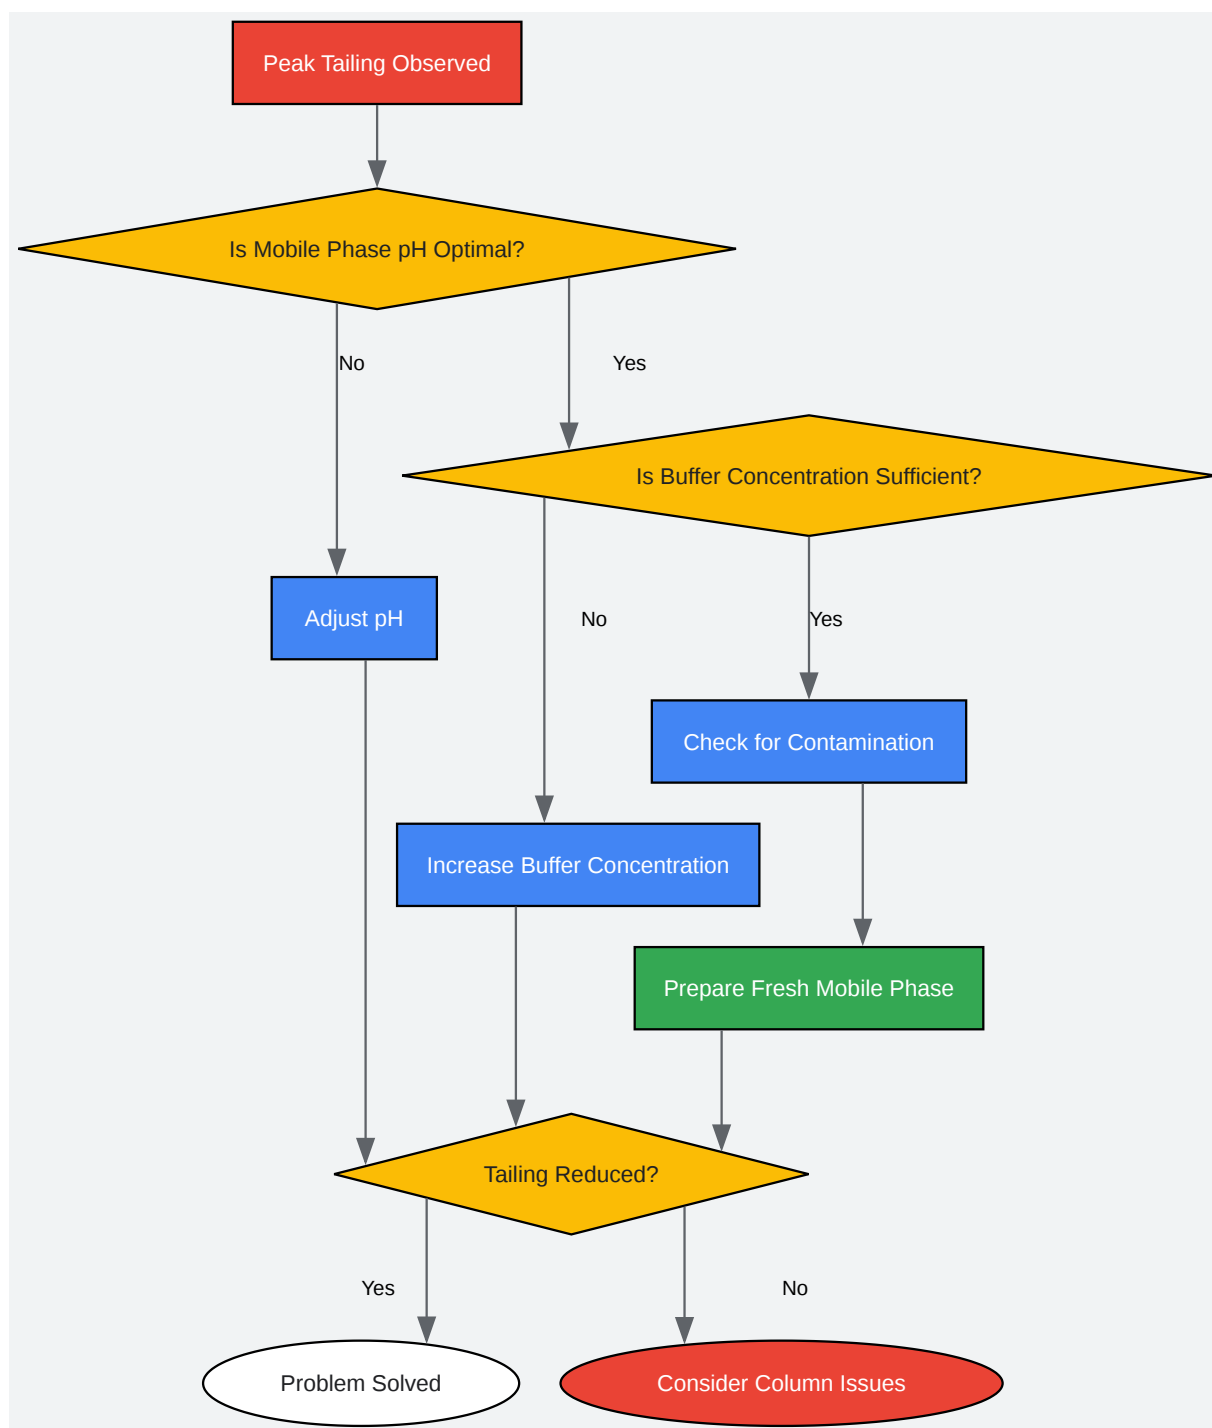 Peak Tailing Observed
Is Mobile Phase pH Optimal?
No
Yes
Is Buffer Concentration Sufficient?
Adjust pH
No
Yes
Check for Contamination
Increase Buffer Concentration
Prepare Fresh Mobile Phase
Tailing Reduced?
Yes
No
Problem Solved
Consider Column Issues